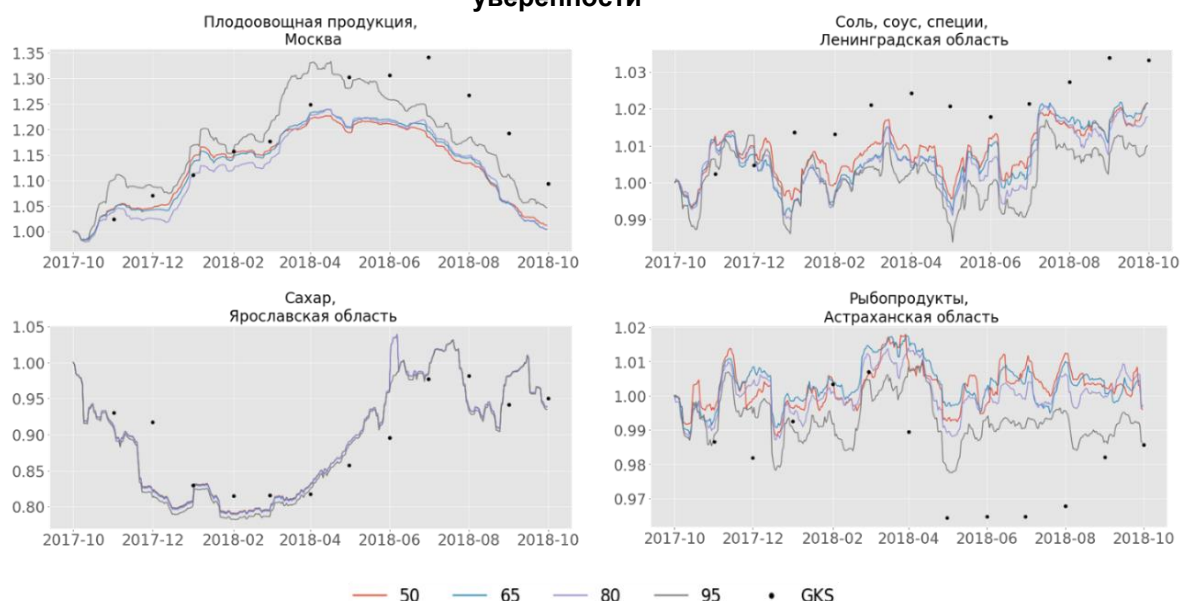 уверенности
Плодоовощная продукция,
Москва
1.35
1.30
1.25
1.20
1.15
1.10
1.05
1.00
2017-10 2017-12 2018-02 2018-04 2018-06 2018-08 2018-10
Соль, соус, специи,
Ленинградская область
1.03
1.02
1.01
1.00
0.99
2017-10 2017-12 2018-02 2018-04 2018-06 2018-08 2018-10
Сахар,
Ярославская область
1.05
1.00
0.95
0.90
0.85
0.80
2017-10 2017-12 2018-02 2018-04 2018-06 2018-08 2018-10
Рыбопродукты,
Астраханская область
1.02
1.01
1.00
0.99
0.98
0.97
2017-10 2017-12 2018-02 2018-04 2018-06 2018-08 2018-10
50 65 80 95 GKS